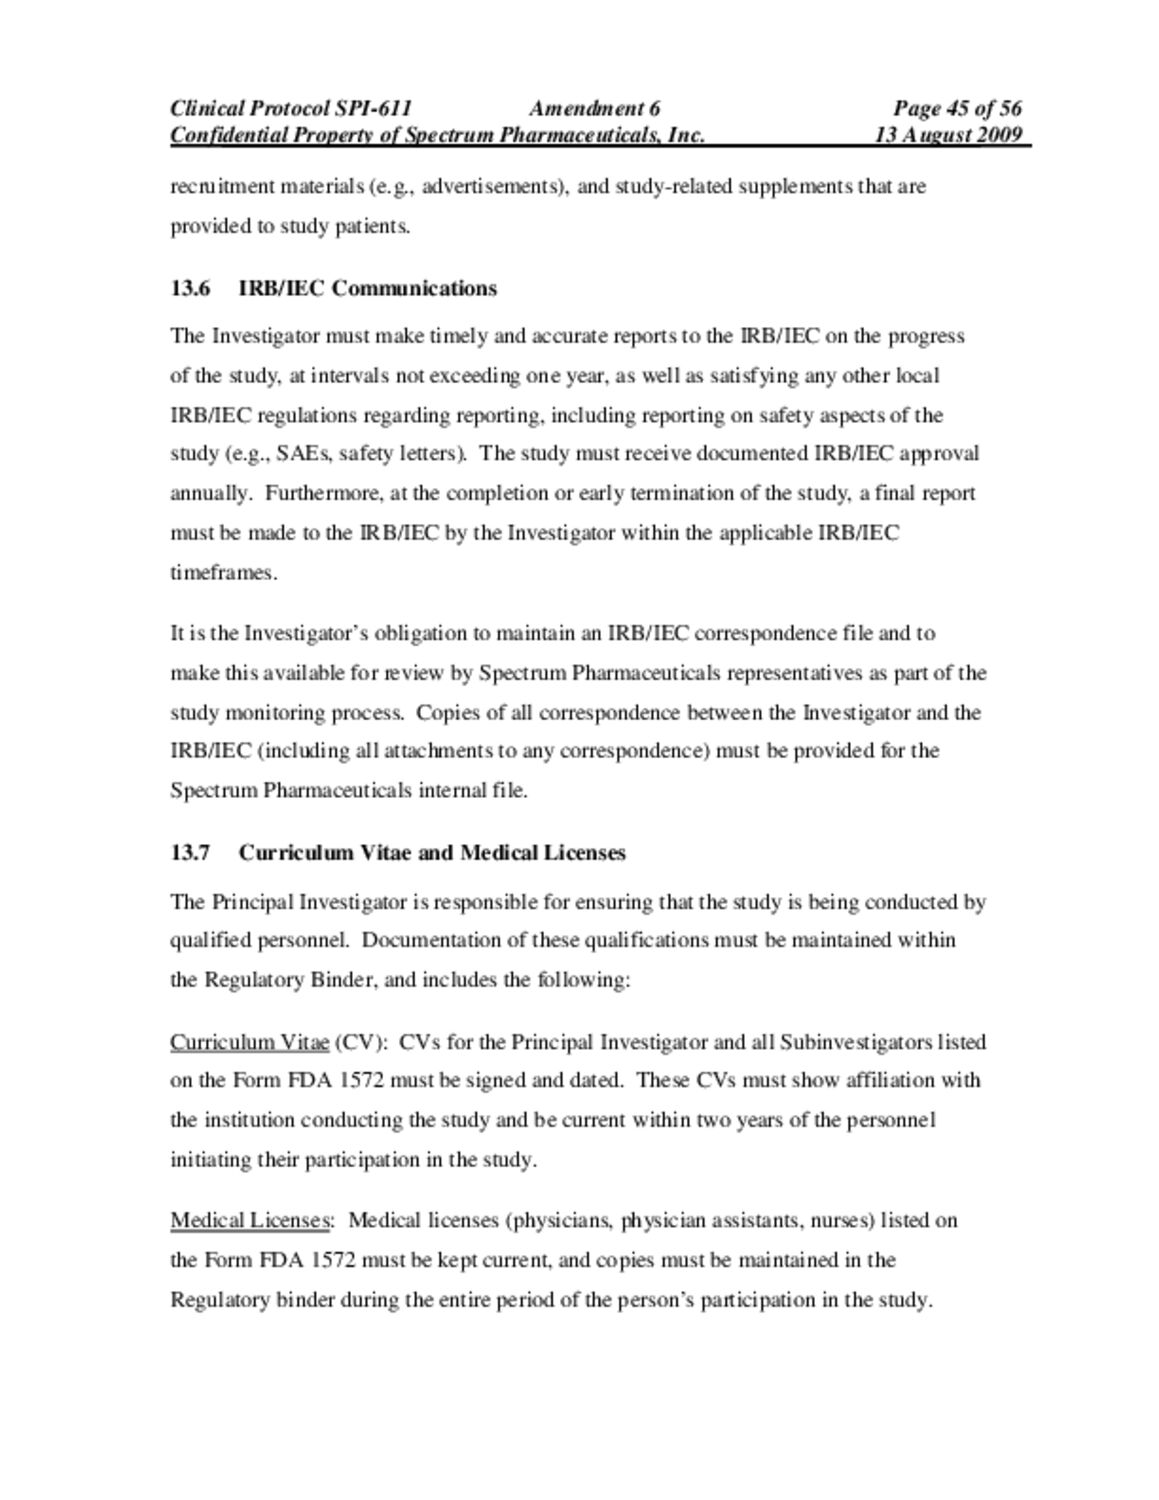 Clinical Protocol SPI-611 Amendment 6 Page 45 of 56
Confidential Property of Spectrum Pharmaceuticals, Inc. 13 August 2009
recruitment materials (e.g., advertisements), and study-related supplements that are
provided to study patients.
13.6 IRB/IEC Communications
The Investigator must make timely and accurate reports to the IRB/IEC on the progress
of the study, at intervals not exceeding one year, as well as satisfying any other local
IRB/IEC regulations regarding reporting, including reporting on safety aspects of the
study (e.g., SAEs, safety letters). The study must receive documented IRB/IEC approval
annually. Furthermore, at the completion or early termination of the study, a final report
must be made to the IRB/IEC by the Investigator within the applicable IRB/IEC
timeframes.
It is the Investigator’s obligation to maintain an IRB/IEC correspondence file and to
make this available for review by Spectrum Pharmaceuticals representatives as part of the
study monitoring process. Copies of all correspondence between the Investigator and the
IRB/IEC (including all attachments to any correspondence) must be provided for the
Spectrum Pharmaceuticals internal file.
13.7 Curriculum Vitae and Medical Licenses
The Principal Investigator is responsible for ensuring that the study is being conducted by
qualified personnel. Documentation of these qualifications must be maintained within
the Regulatory Binder, and includes the following:
Curriculum Vitae (CV): CVs for the Principal Investigator and all Subinvestigators listed
on the Form FDA 1572 must be signed and dated. These CVs must show affiliation with
the institution conducting the study and be current within two years of the personnel
initiating their participation in the study.
Medical Licenses: Medical licenses (physicians, physician assistants, nurses) listed on
the Form FDA 1572 must be kept current, and copies must be maintained in the
Regulatory binder during the entire period of the person’s participation in the study.